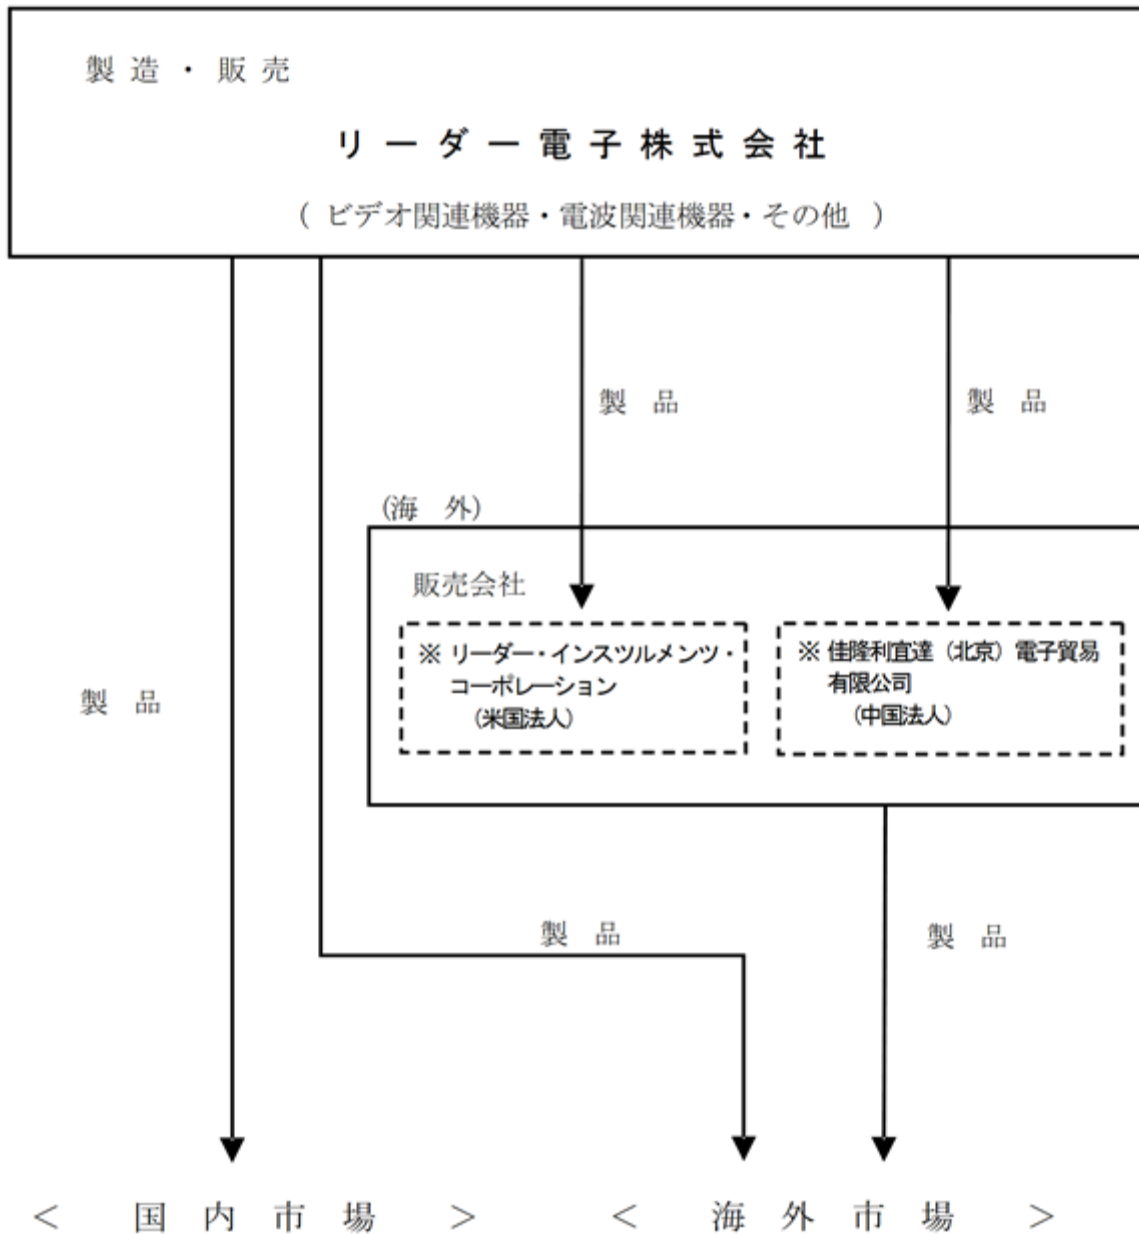 製造・販売
リーダー電子株式会社
（ビデオ関連機器・電波関連機器・その他　）
製　品
製　品
(海　外)
販売会社
※ リーダー・インスツルメンツ・
コーポレーション
（米国法人）
※ 佳隆利宜達（北京）電子貿易
有限公司
（中国法人）
製　品
製　品
製　品
＜　国　内　市　場　＞
＜　海　外　市　場　＞